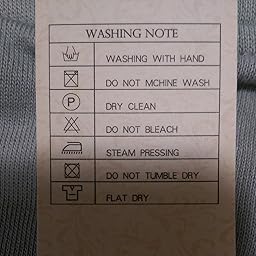 WASHING NOTE
WASHING WITH HAND
DO NOT MCHINE WASH
P DRY CLEAN
DO NOT BLEACH
STEAM PRESSING
DO NOT TUMBLE DRY
FLAT DRY